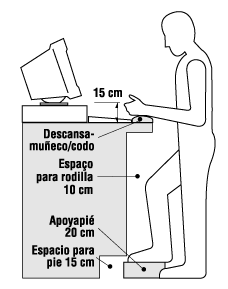 15 cm
Descansa-
muñeco/codo
Espaço
para rodilla
10 cm
Apoyapié
20 cm
Espacio para
pie 15 cm